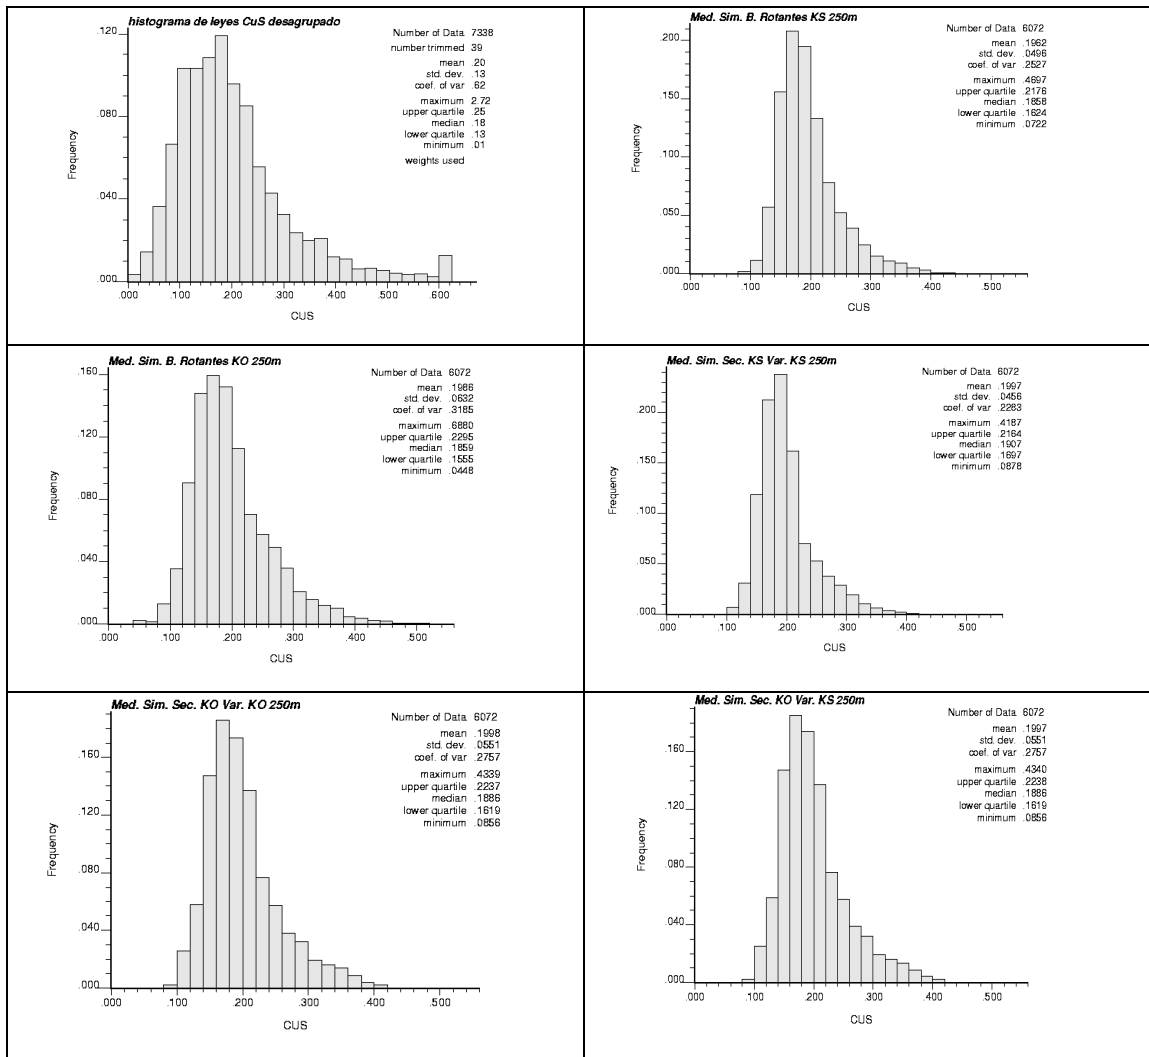 histograma de leyes CuS desagrupado
Number of Data 7338
number trimmed 39
mean .20
std. dev. .13
coef. of var .62
maximum 2.72
upper quartile .25
median .18
lower quartile .13
minimum .01
weights used
Frequency
.120
.080
.040
.000
.000 .100 .200 .300 .400 .500 .600
CUS
Med. Sim. B. Rotantes KS 250m
Number of Data 6072
mean .1962
std. dev. .0496
coef. of var .2527
maximum .4697
upper quartile .2176
median .1858
lower quartile .1624
minimum .0722
Frequency
.200
.150
.100
.050
.000
.000 .100 .200 .300 .400 .500
CUS
Med. Sim. B. Rotantes KO 250m
Number of Data 6072
mean .1986
std. dev. .0632
coef. of var .3185
maximum .6880
upper quartile .2295
median .1859
lower quartile .1555
minimum .0448
Frequency
.160
.120
.080
.040
.000
.000 .100 .200 .300 .400 .500
CUS
Med. Sim. Sec. KS Var. KS 250m
Number of Data 6072
mean .1997
std. dev. .0456
coef. of var .2283
maximum .4187
upper quartile .2164
median .1907
lower quartile .1697
minimum .0878
Frequency
.200
.150
.100
.050
.000
.000 .100 .200 .300 .400 .500
CUS
Med. Sim. Sec. KO Var. KO 250m
Number of Data 6072
mean .1998
std. dev. .0551
coef. of var .2757
maximum .4339
upper quartile .2237
median .1886
lower quartile .1619
minimum .0856
Frequency
.160
.120
.080
.040
.000
.000 .100 .200 .300 .400 .500
CUS
Med. Sim. Sec. KO Var. KS 250m
Number of Data 6072
mean .1997
std. dev. .0551
coef. of var .2757
maximum .4340
upper quartile .2238
median .1886
lower quartile .1619
minimum .0856
Frequency
.160
.120
.080
.040
.000
.000 .100 .200 .300 .400 .500
CUS